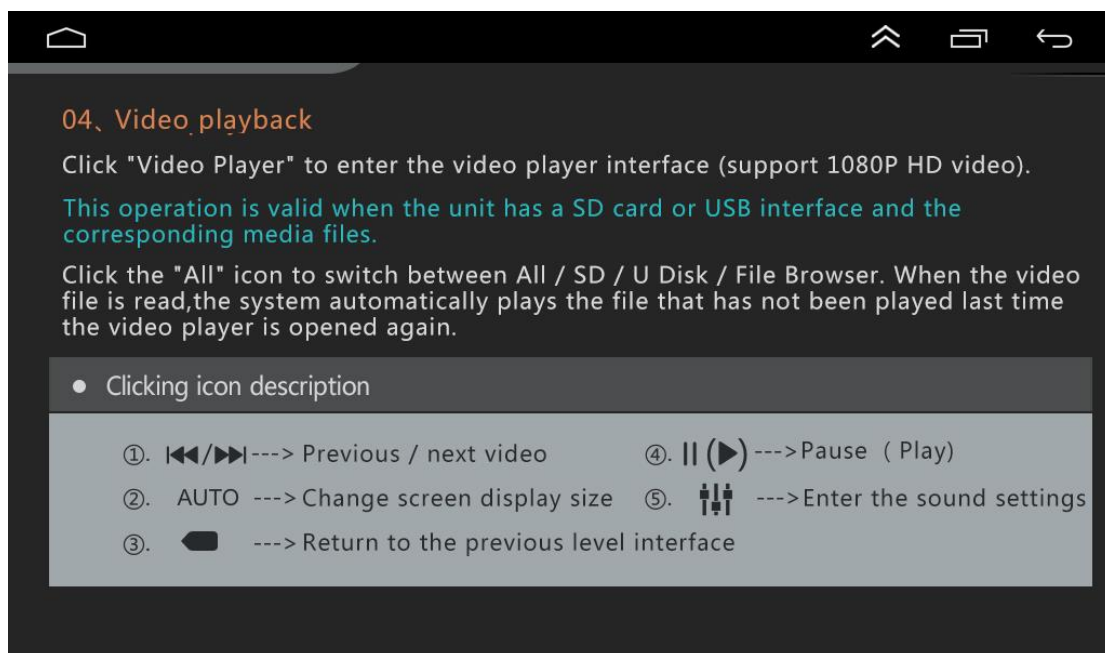 04、Video playback
Click "Video Player" to enter the video player interface (support 1080P HD video).
This operation is valid when the unit has a SD card or USB interface and the
corresponding media files.
Click the "All" icon to switch between All / SD / U Disk / File Browser. When the video
file is read,the system automatically plays the file that has not been played last time
the video player is opened again.
● Clicking icon description
①. ⏮/⏭---> Previous / next video
②. AUTO ---> Change screen display size
③. ---> Return to the previous level interface
④. ⏸(▶)--->Pause ( Play)
⑤. --->Enter the sound settings